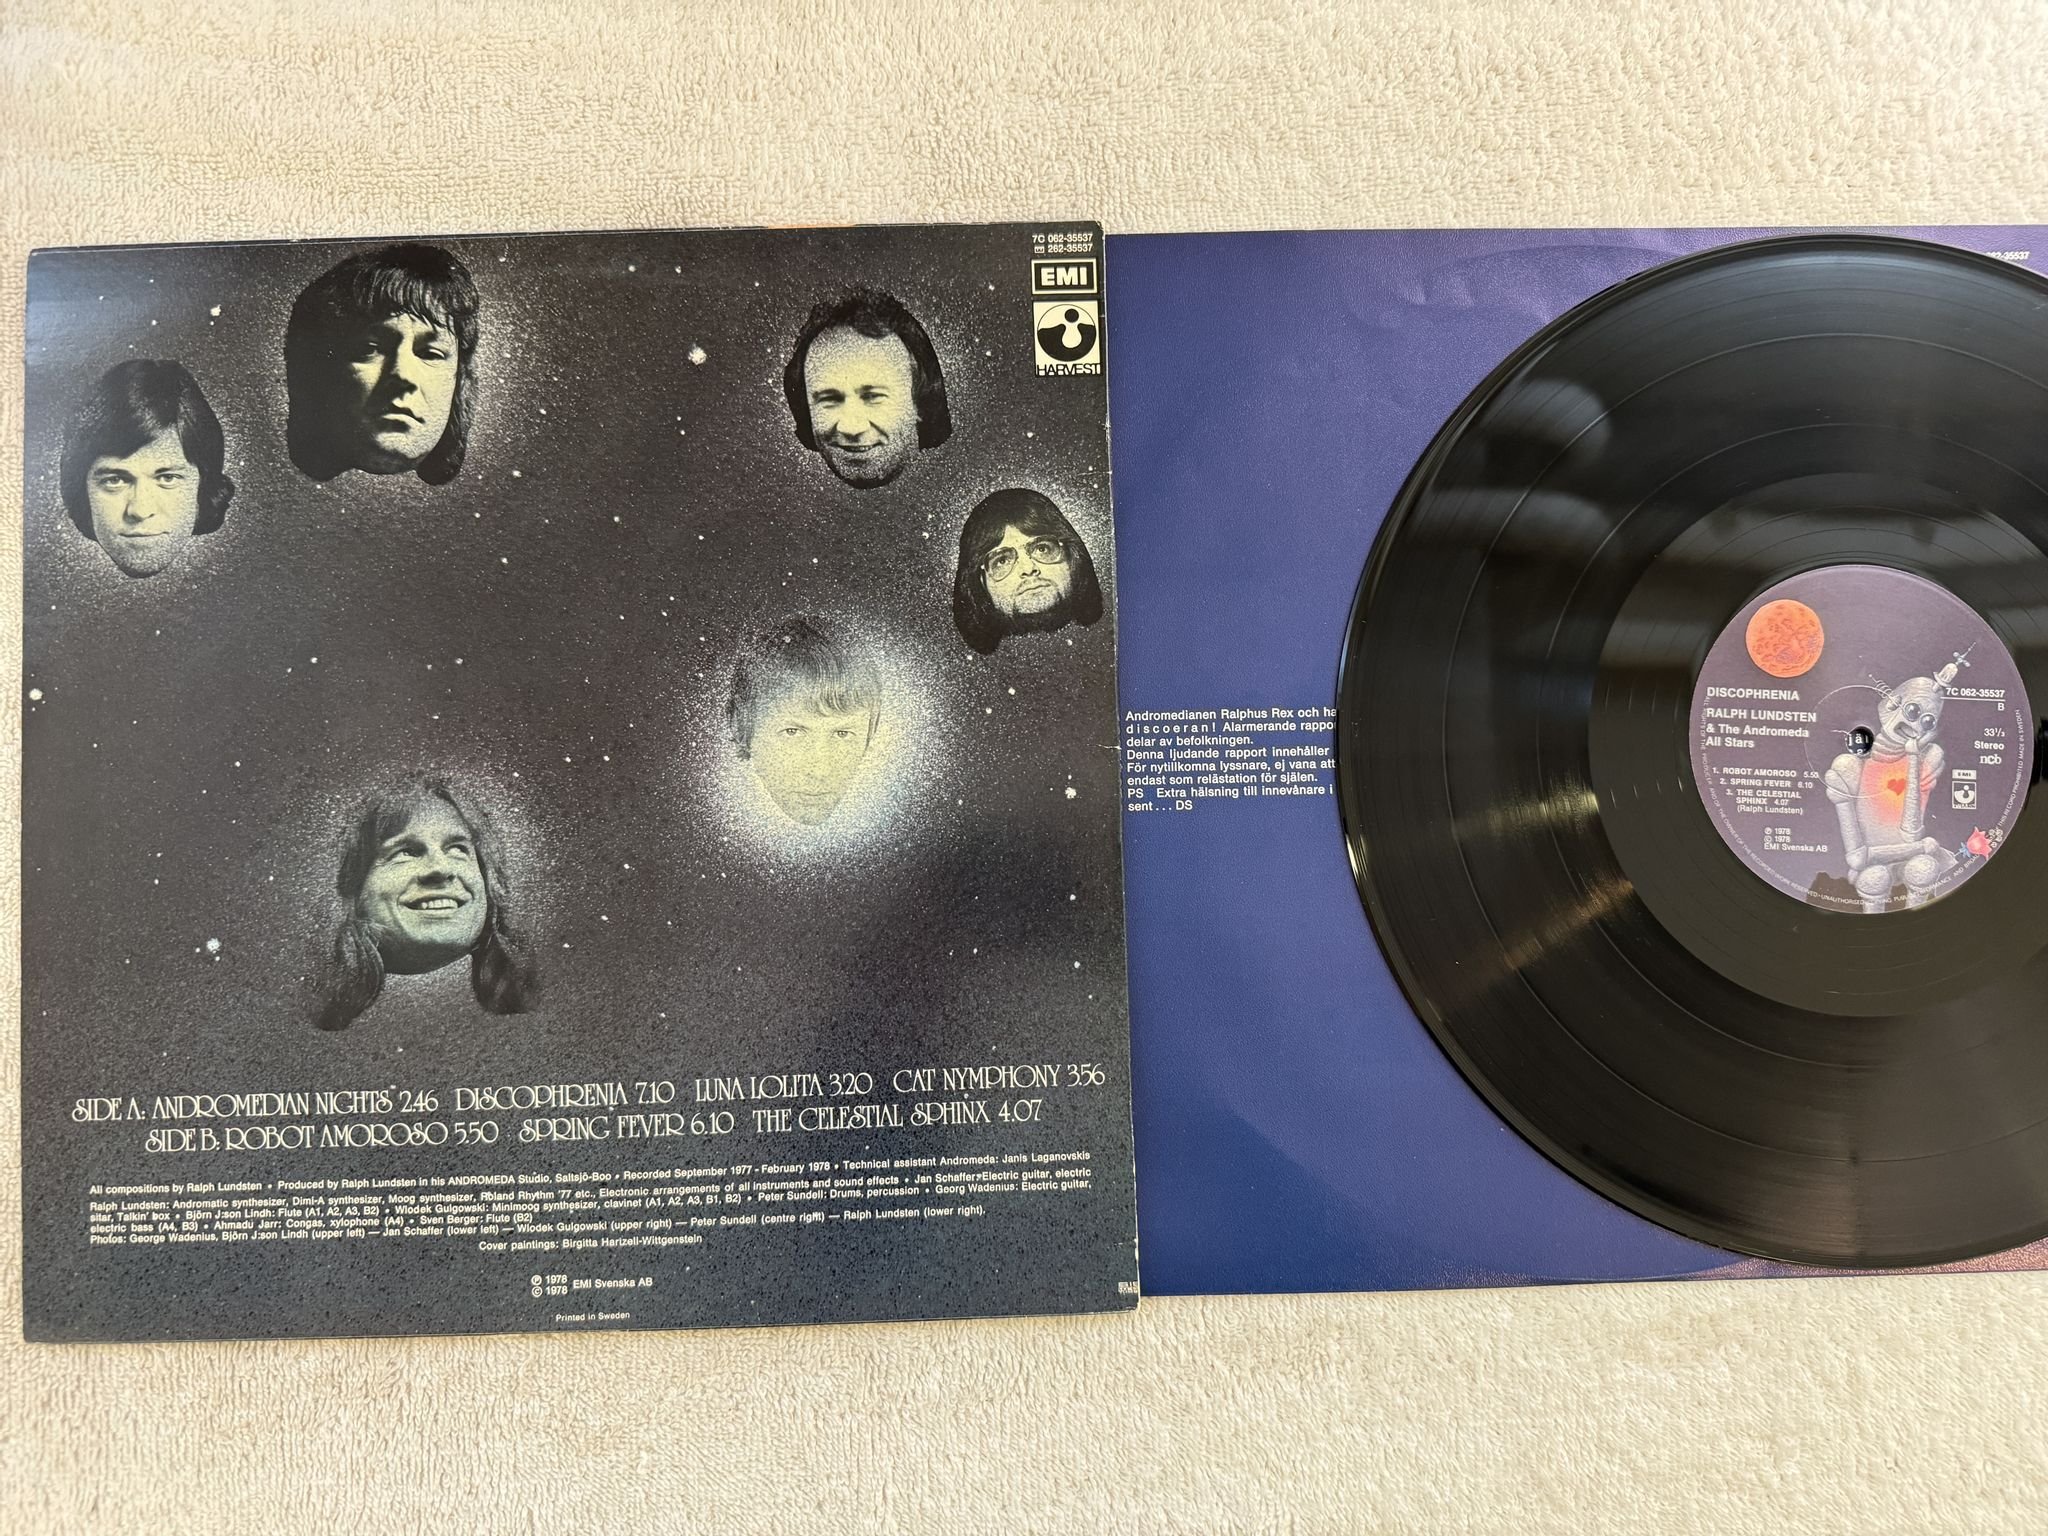 7C 062-35537
262-35537
EMI
HARVEST
SIDE A: ANDROMEDIAN NIGHTS 2.46 DISCOPHRENIA 7.10 LUNA LOLITA 3.20 CAT NYMPHONY 3.56
SIDE B: ROBOT AMOROSO 5.50 SPRING FEVER 6.10 THE CELESTIAL SPHINX 4.07
All compositions by Ralph Lundsten • Produced by Ralph Lundsten in his ANDROMEDA Studio, Saltsjö-Boo • Recorded September 1977 - February 1978 • Technical assistant Andromeda: Janis Laganovskis
Ralph Lundsten: Andromatic synthesizer, Dimi-A synthesizer, Moog synthesizer, Roland Rhythm '77 etc., Electronic arrangements of all instruments and sound effects • Jan Schaffer: Electric guitar, electric
sitar, Talkin' box • Björn J:son Lindh: Flute (A1, A2, A3, B2) • Wlodek Gulgowski: Minimoog synthesizer, clavinet (A1, A2, A3, B1, B2) • Peter Sundell: Drums, percussion • Georg Wadenius: Electric guitar,
electric bass (A4, B3) • Ahmadu Jarr: Congas, xylophone (A4) • Sven Berger: Flute (B2)
Photos: George Wadenius, Björn J:son Lindh (upper left) — Jan Schaffer (lower left) — Wlodek Gulgowski (upper right) — Peter Sundell (centre right) — Ralph Lundsten (lower right).
Cover paintings: Birgitta Hartzell-Wittgenstein
℗ 1978
© 1978 EMI Svenska AB
Printed in Sweden
062-35537
Andromedianen Ralphus Rex och ha
discoeran! Alarmerande rappo
delar av befolkningen.
Denna ljudande rapport innehåller
För nytillkomna lyssnare, ej vana att
endast som relästation för själen.
PS Extra hälsning till innevånare i
sent... DS
DISCOPHRENIA
RALPH LUNDSTEN
& The Andromeda
All Stars
7C 062-35537
B
33 1/3
Stereo
ncb
1. ROBOT AMOROSO 5.50
2. SPRING FEVER 6.10
3. THE CELESTIAL
SPHINX 4.07
(Ralph Lundsten)
℗ 1978
© 1978
EMI Svenska AB
EMI
HARVEST